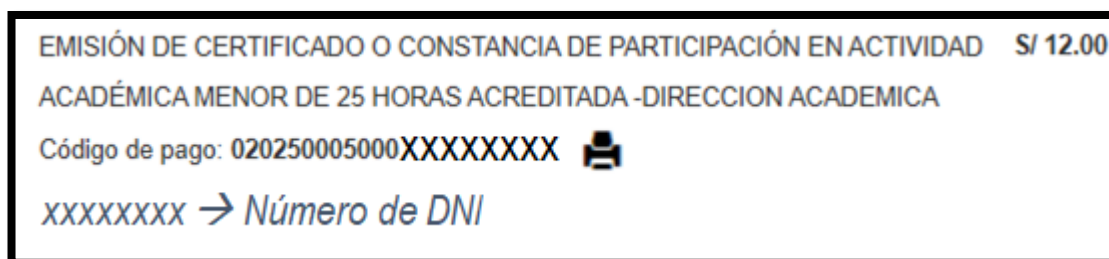 EMISIÓN DE CERTIFICADO O CONSTANCIA DE PARTICIPACIÓN EN ACTIVIDAD S/ 12.00
ACADÉMICA MENOR DE 25 HORAS ACREDITADA -DIRECCION ACADEMICA
Código de pago: 020250005000XXXXXXXX
xxxxxxxx → Número de DNI